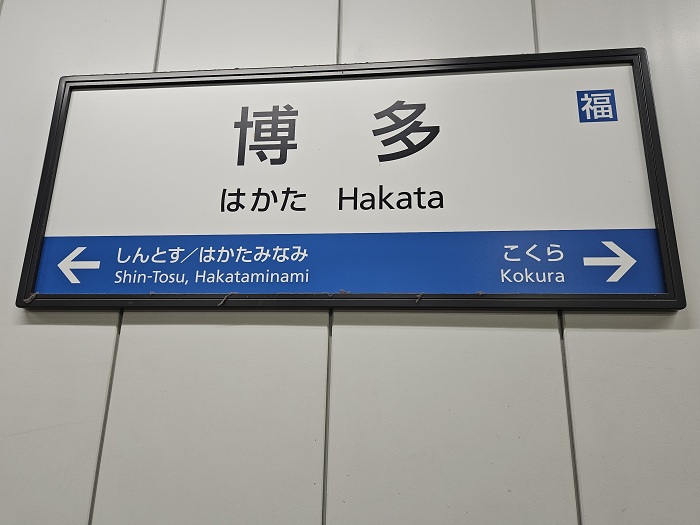 福
博 多
はかた Hakata
← しんとす/はかたみなみ
Shin-Tosu, Hakataminami
こくら →
Kokura